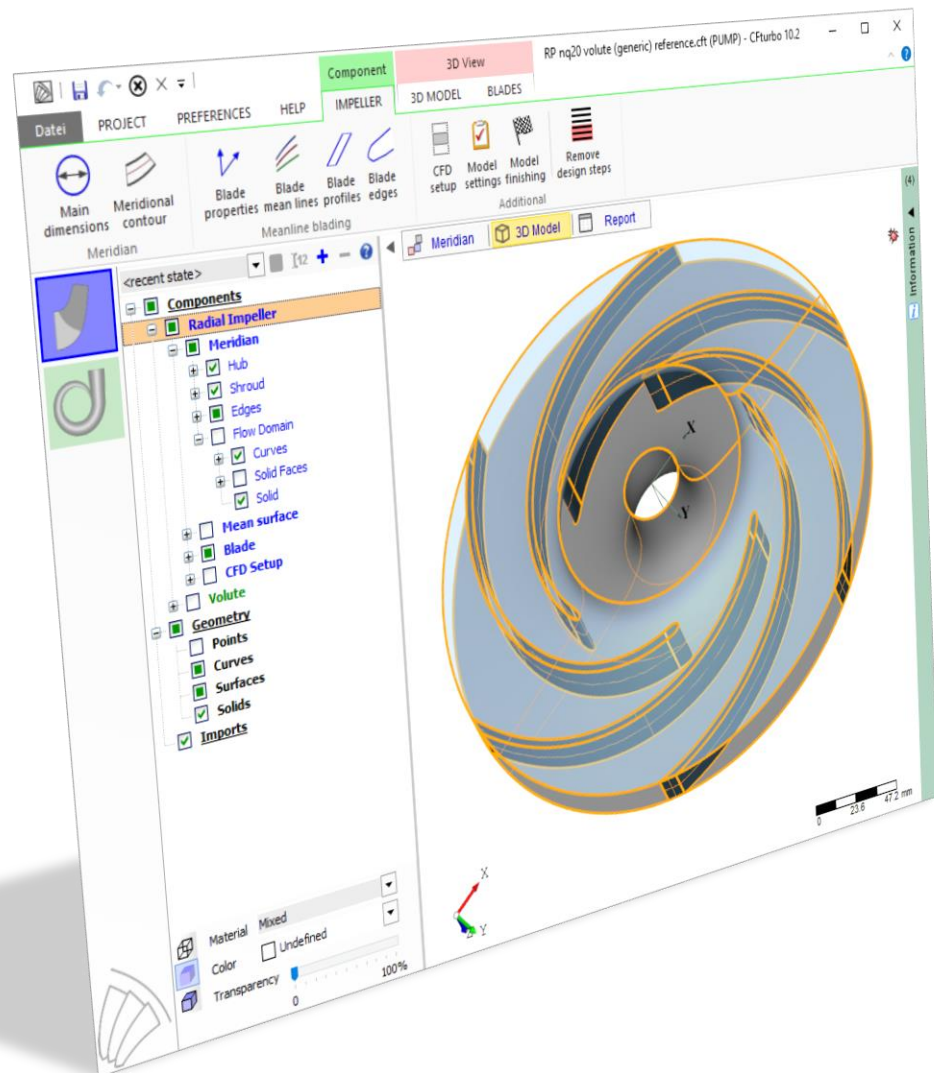 RP nq20 volute (generic) reference.cft (PUMP) - CFturbo 10.2
Component
3D View
Datei
PROJECT
PREFERENCES
HELP
IMPELLER
3D MODEL
BLADES
Main
dimensions
Meridional
contour
Blade
properties
Blade
mean lines
Blade
profiles
Blade
edges
CFD
setup
Model
settings
Model
finishing
Remove
design steps
Meridian
Meanline blading
Additional
<recent state>
Meridian
3D Model
Report
(4)
Information
Components
Radial Impeller
Meridian
Hub
Shroud
Edges
Flow Domain
Curves
Solid Faces
Solid
Mean surface
Blade
CFD Setup
Volute
Geometry
Points
Curves
Surfaces
Solids
Imports
X
Y
0 23.6 47.2 mm
X
Y
Material Mixed
Color Undefined
Transparency
0 100%